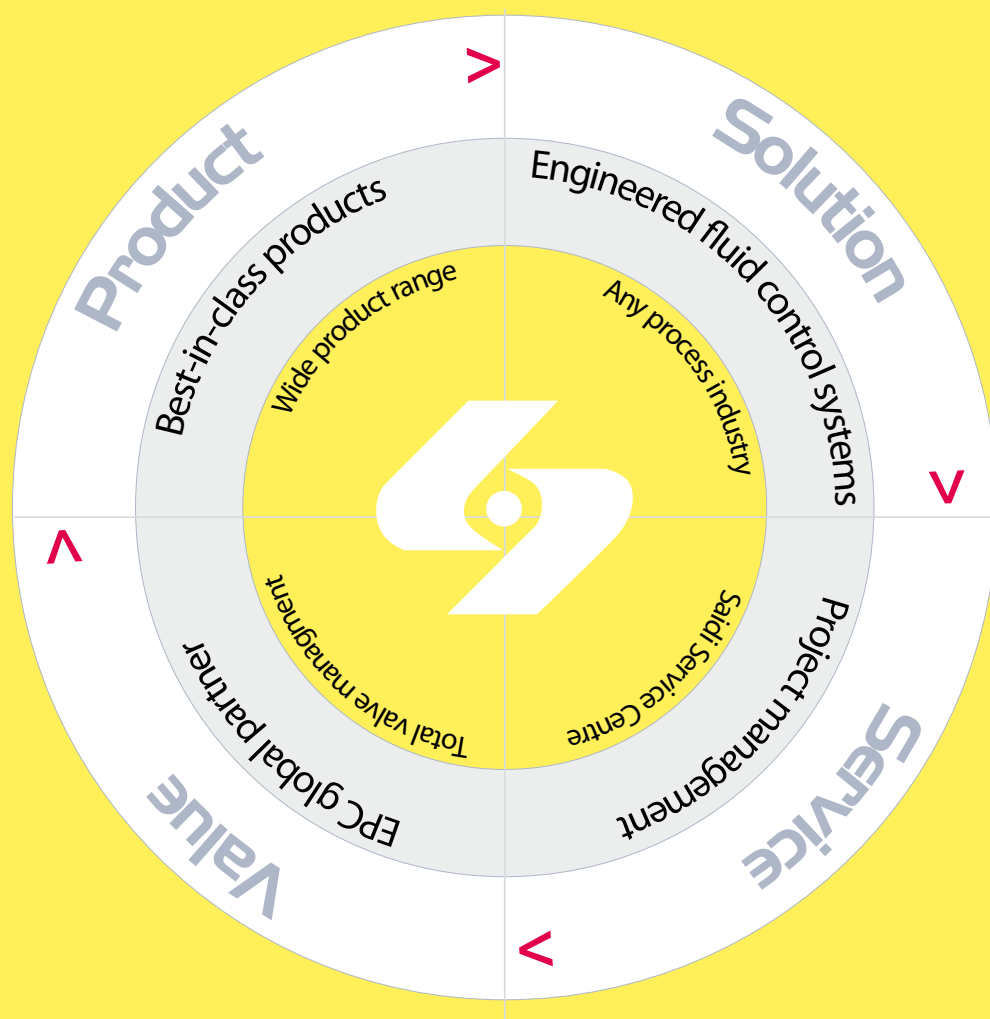 Product
Best-in-class products
Wide product range
>
Solution
Engineered fluid control systems
Any process industry
>
Service
Project management
Saidi Service Centre
>
Value
EPC global partner
Total valve managment
>